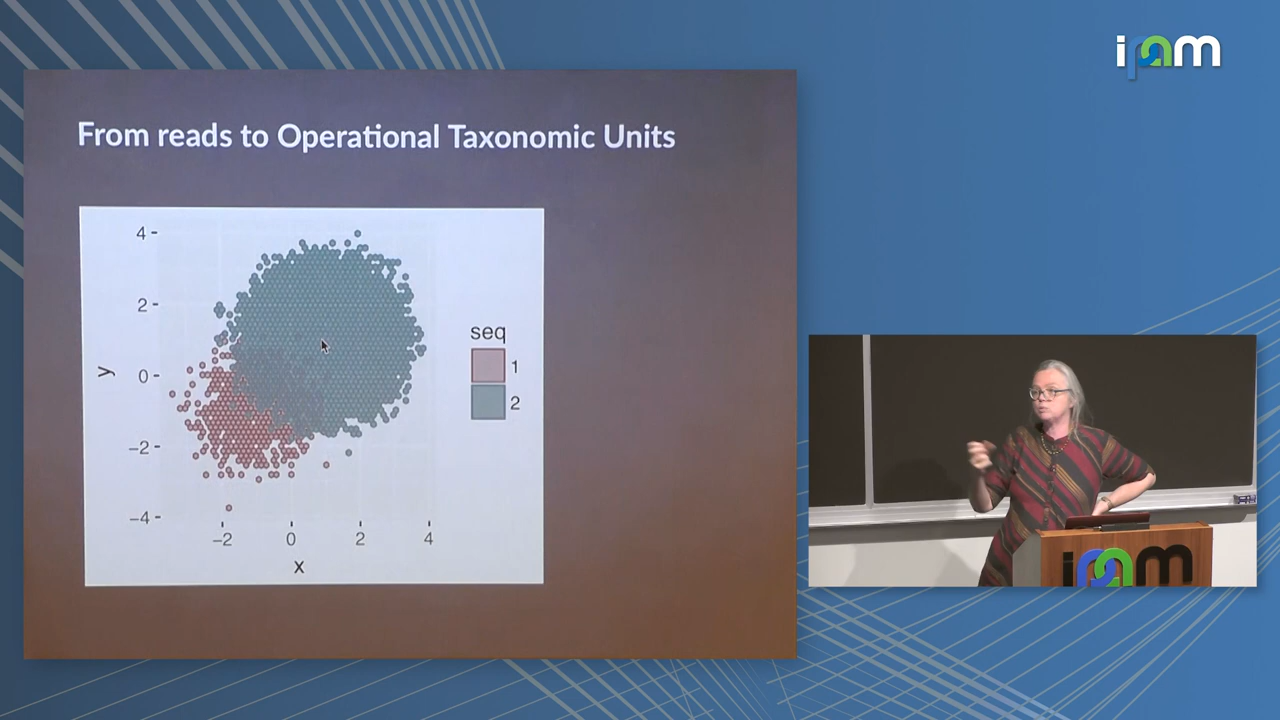 ipam
From reads to Operational Taxonomic Units
4
2
0
−2
−4
y
−2
0
2
4
x
seq
1
2
ipam